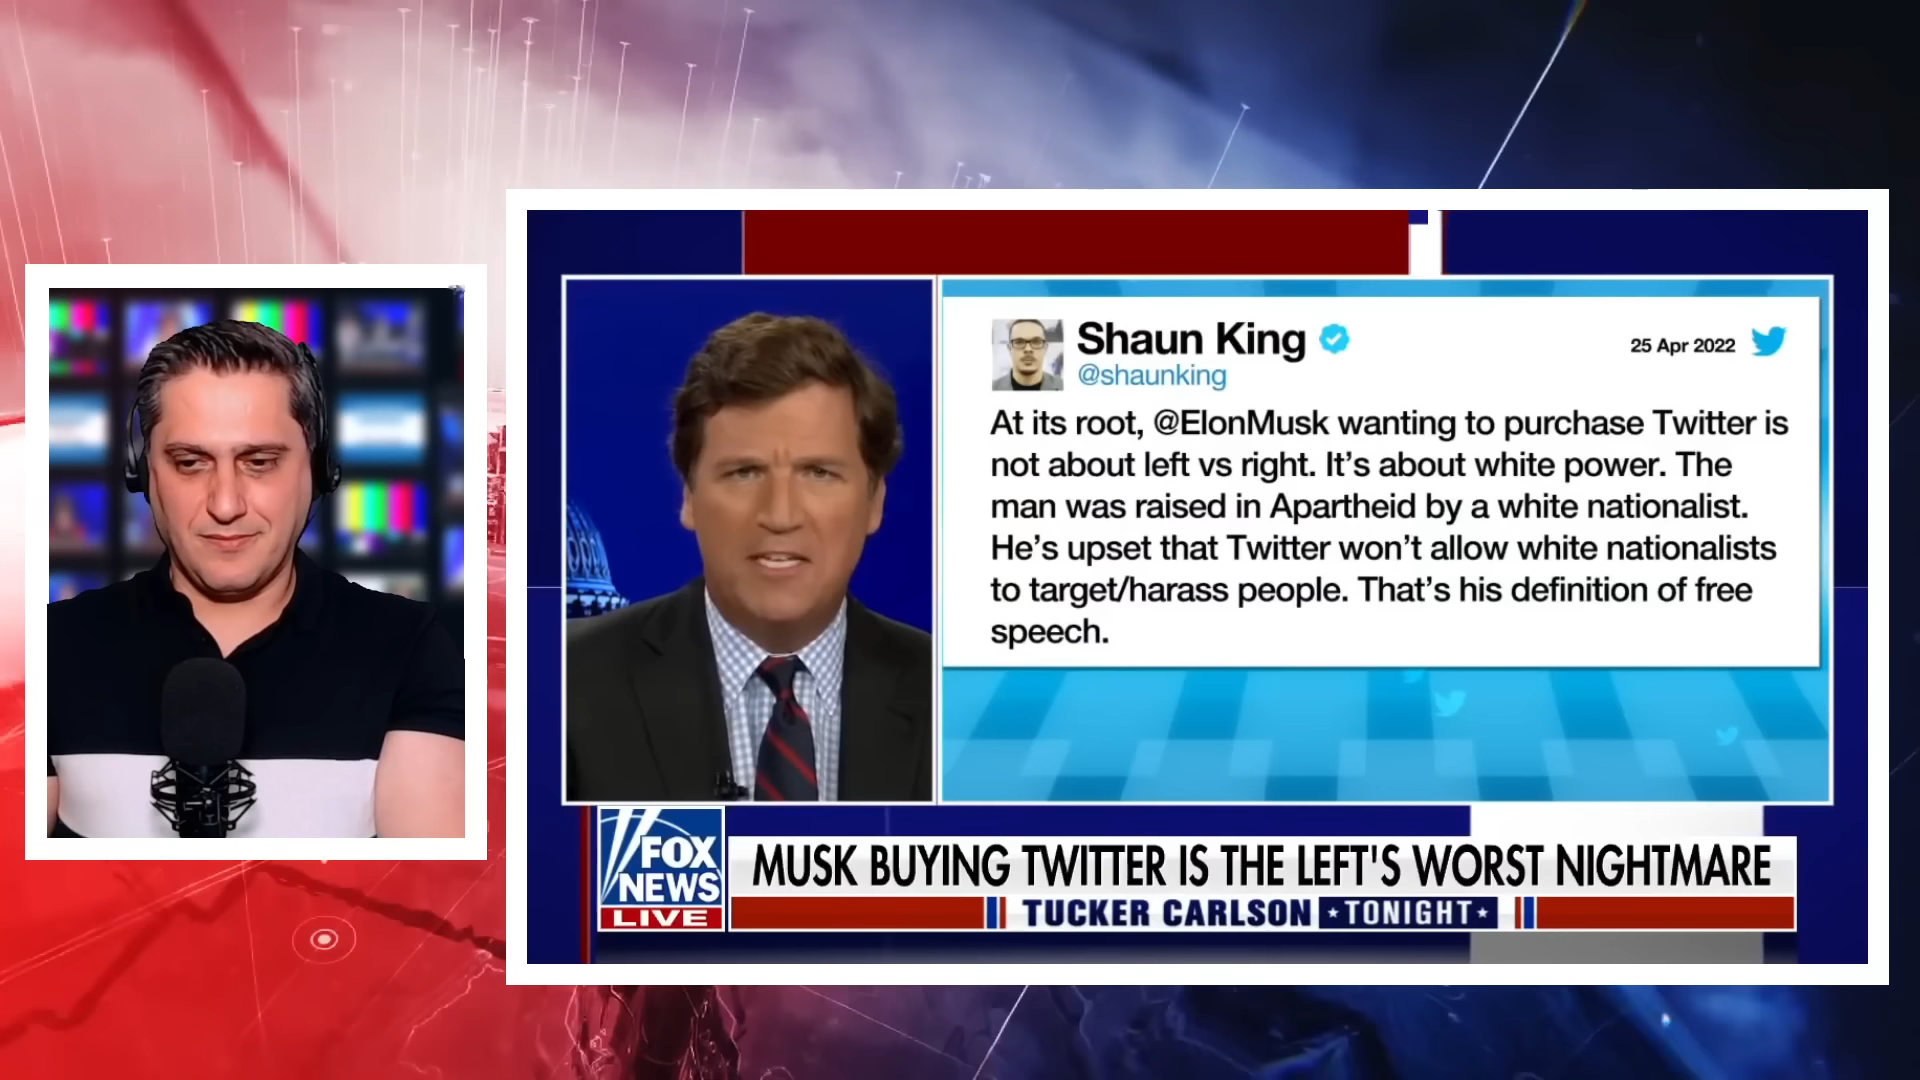 Shaun King
@shaunking
25 Apr 2022
At its root, @ElonMusk wanting to purchase Twitter is
not about left vs right. It's about white power. The
man was raised in Apartheid by a white nationalist.
He's upset that Twitter won't allow white nationalists
to target/harass people. That's his definition of free
speech.
FOX
NEWS
LIVE
MUSK BUYING TWITTER IS THE LEFT'S WORST NIGHTMARE
TUCKER CARLSON TONIGHT